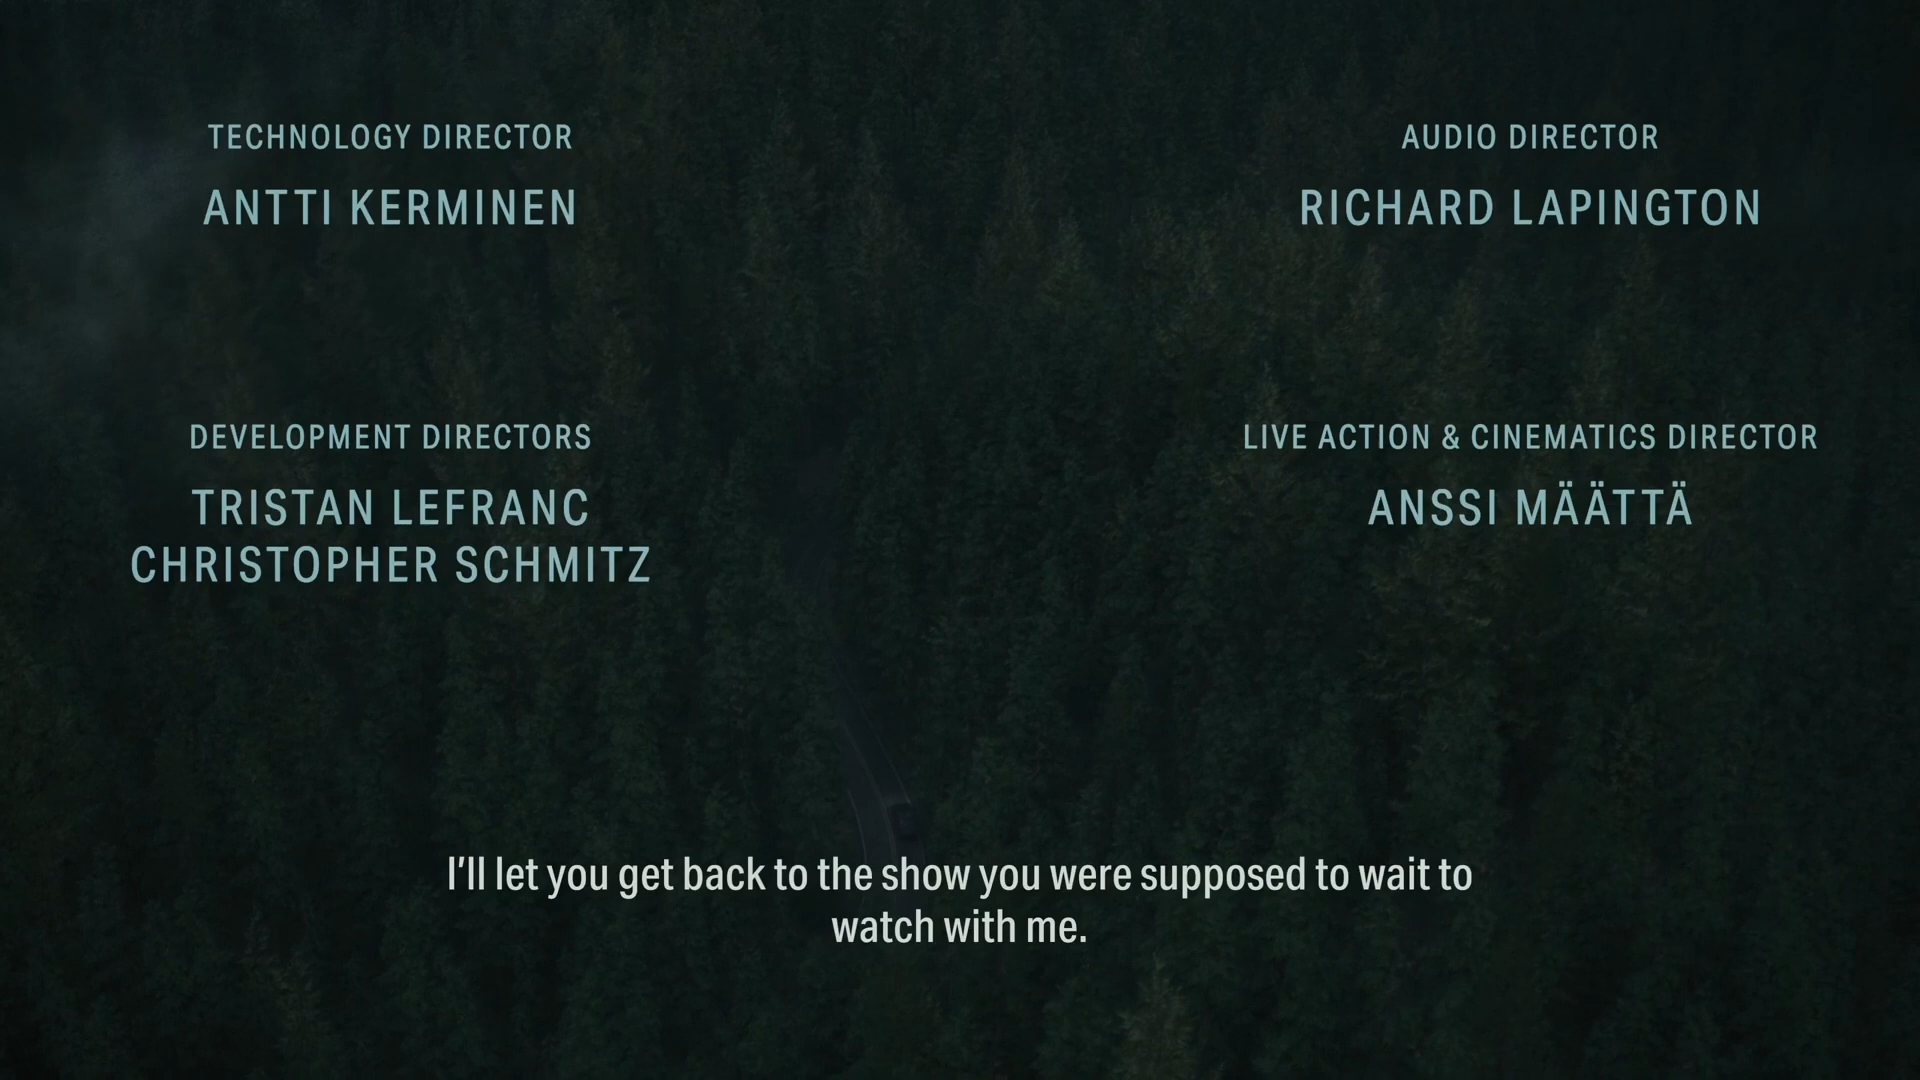 TECHNOLOGY DIRECTOR
ANTTI KERMINEN
AUDIO DIRECTOR
RICHARD LAPINGTON
DEVELOPMENT DIRECTORS
TRISTAN LEFRANC
CHRISTOPHER SCHMITZ
LIVE ACTION & CINEMATICS DIRECTOR
ANSSI MÄÄTTÄ
I'll let you get back to the show you were supposed to wait to
watch with me.